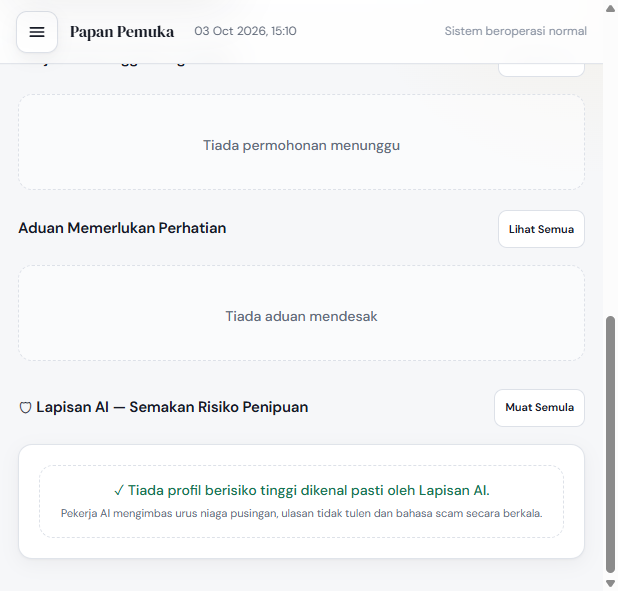 Papan Pemuka
03 Oct 2026, 15:10
Sistem beroperasi normal
Tiada permohonan menunggu
Aduan Memerlukan Perhatian
Lihat Semua
Tiada aduan mendesak
Lapisan AI — Semakan Risiko Penipuan
Muat Semula
✓ Tiada profil berisiko tinggi dikenal pasti oleh Lapisan AI.
Pekerja AI mengimbas urus niaga pusingan, ulasan tidak tulen dan bahasa scam secara berkala.